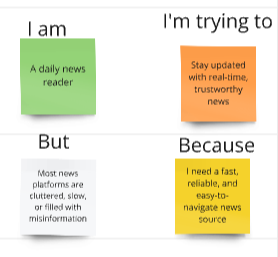 I am
I'm trying to
A daily news
reader
Stay updated
with real-time,
trustworthy
news
But
Because
Most news
platforms are
cluttered, slow,
or filled with
misinformation
I need a fast,
reliable, and
easy-to-
navigate news
source